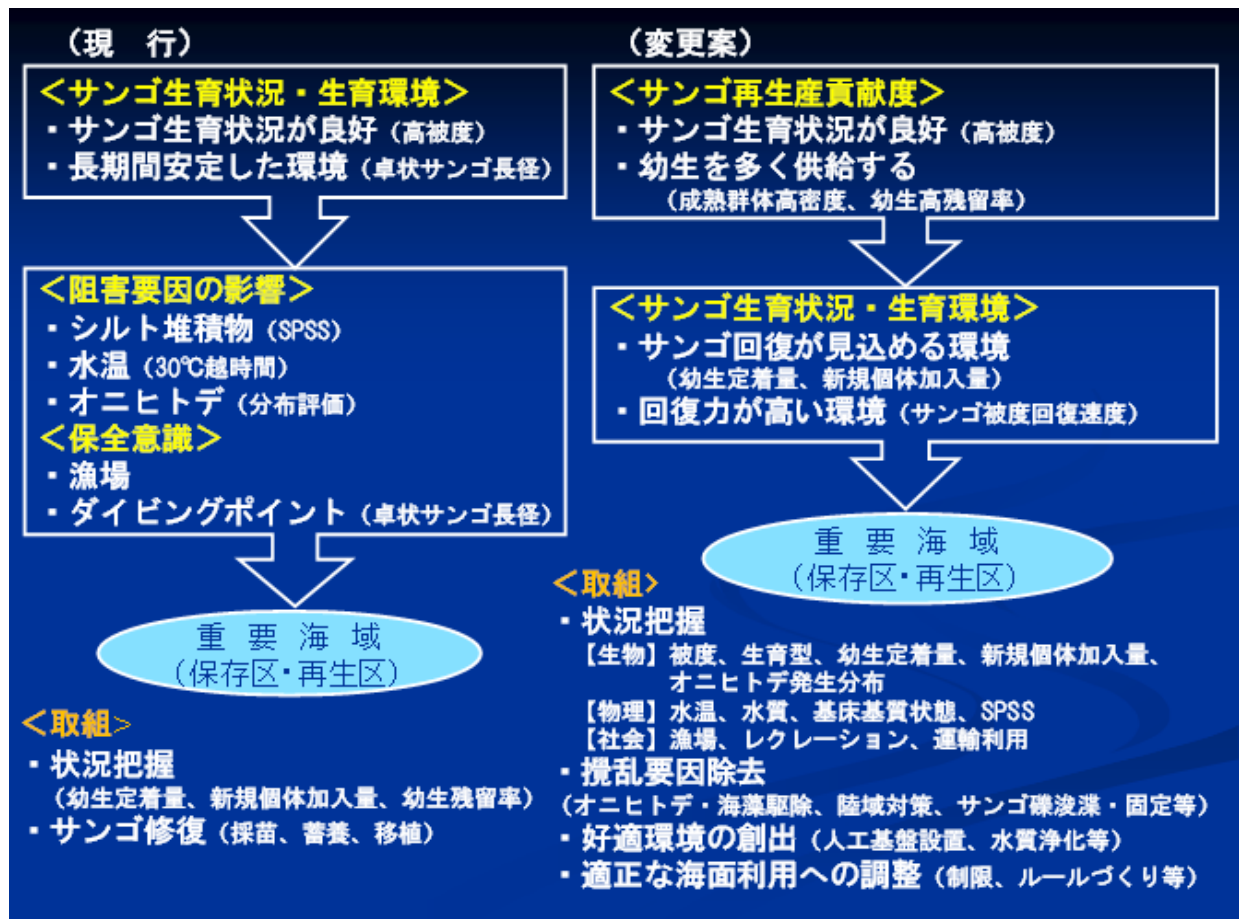 （現　行）
＜サンゴ生育状況・生育環境＞
・サンゴ生育状況が良好（高被度）
・長期間安定した環境（卓状サンゴ長径）
＜阻害要因の影響＞
・シルト堆積物（SPSS）
・水温（30℃越時間）
・オニヒトデ（分布評価）
＜保全意識＞
・漁場
・ダイビングポイント（卓状サンゴ長径）
重 要 海 域
（保存区・再生区）
＜取組＞
・状況把握
（幼生定着量、新規個体加入量、幼生残留率）
・サンゴ修復（採苗、蓄養、移植）
（変更案）
＜サンゴ再生産貢献度＞
・サンゴ生育状況が良好（高被度）
・幼生を多く供給する
（成熟群体高密度、幼生高残留率）
＜サンゴ生育状況・生育環境＞
・サンゴ回復が見込める環境
（幼生定着量、新規個体加入量）
・回復力が高い環境（サンゴ被度回復速度）
重 要 海 域
（保存区・再生区）
＜取組＞
・状況把握
【生物】被度、生育型、幼生定着量、新規個体加入量、
オニヒトデ発生分布
【物理】水温、水質、基床基質状態、SPSS
【社会】漁場、レクレーション、運輸利用
・攪乱要因除去
（オニヒトデ・海藻駆除、陸域対策、サンゴ礫浚渫・固定等）
・好適環境の創出（人工基盤設置、水質浄化等）
・適正な海面利用への調整（制限、ルールづくり等）